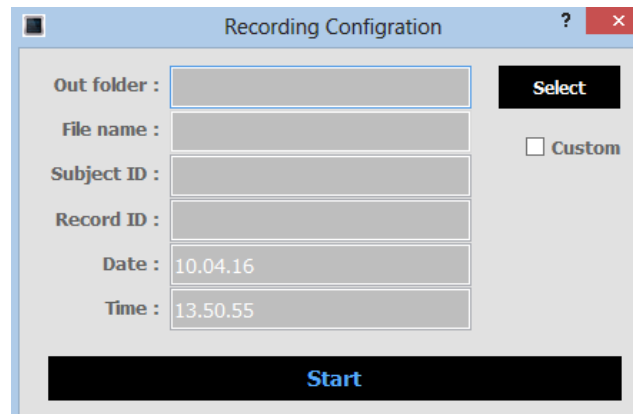 Recording Configration ? ×
Out folder : Select
File name :
Custom
Subject ID :
Record ID :
Date : 10.04.16
Time : 13.50.55
Start